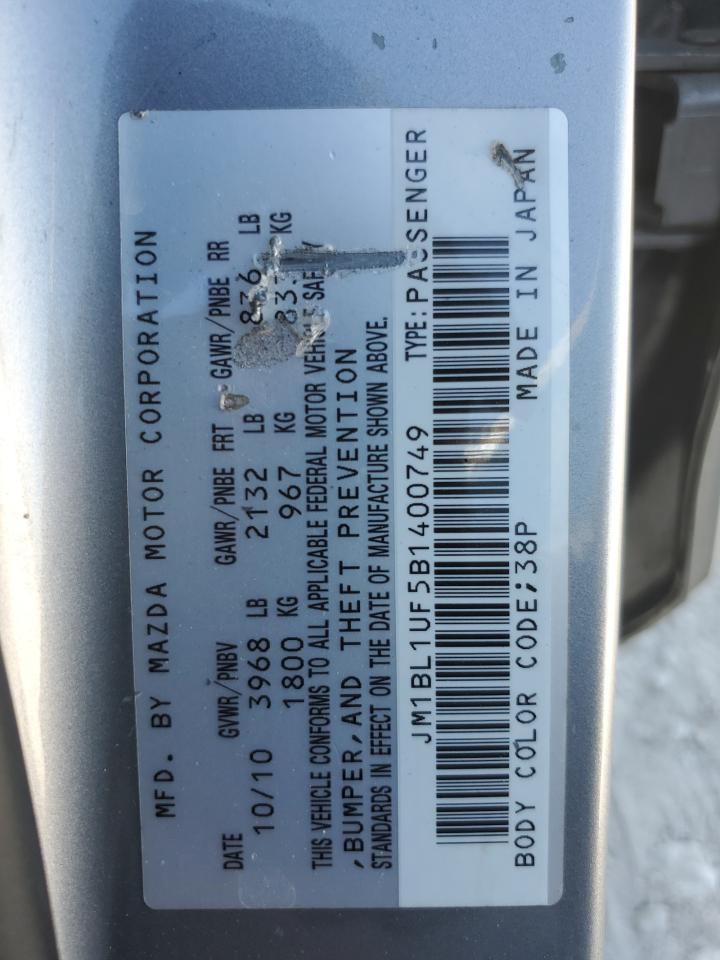 MFD. BY MAZDA MOTOR CORPORATION
DATE GVWR/PNBV GAWR/PNBE FRT GAWR/PNBE RR
10/10 3968 LB 2132 LB LB
1800 KG 967 KG KG
THIS VEHICLE CONFORMS TO ALL APPLICABLE FEDERAL MOTOR VEHICLE SAFETY
,BUMPER,AND THEFT PREVENTION
STANDARDS IN EFFECT ON THE DATE OF MANUFACTURE SHOWN ABOVE.
JM1BL1UF5B1400749 TYPE:PASSENGER
BODY COLOR CODE;38P MADE IN JAPAN